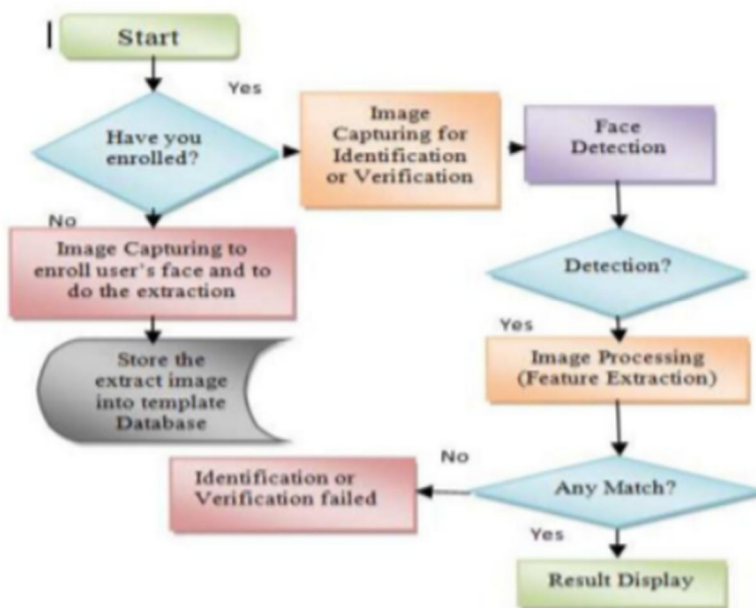 Start
Yes
Have you
enrolled?
Image
Capturing for
Identification
or Verification
Face
Detection
No
Image Capturing to
enroll user's face and to
do the extraction
Detection?
Yes
Store the
extract image
into template
Database
Image Processing
(Feature Extraction)
No
Identification or
Verification failed
Any Match?
Yes
Result Display